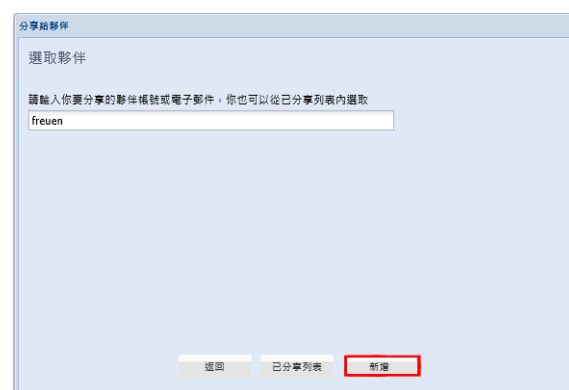 分享給夥伴
選取夥伴
請輸入你要分享的夥伴帳號或電子郵件，你也可以從已分享列表內選取
freuen
返回 已分享列表 新增